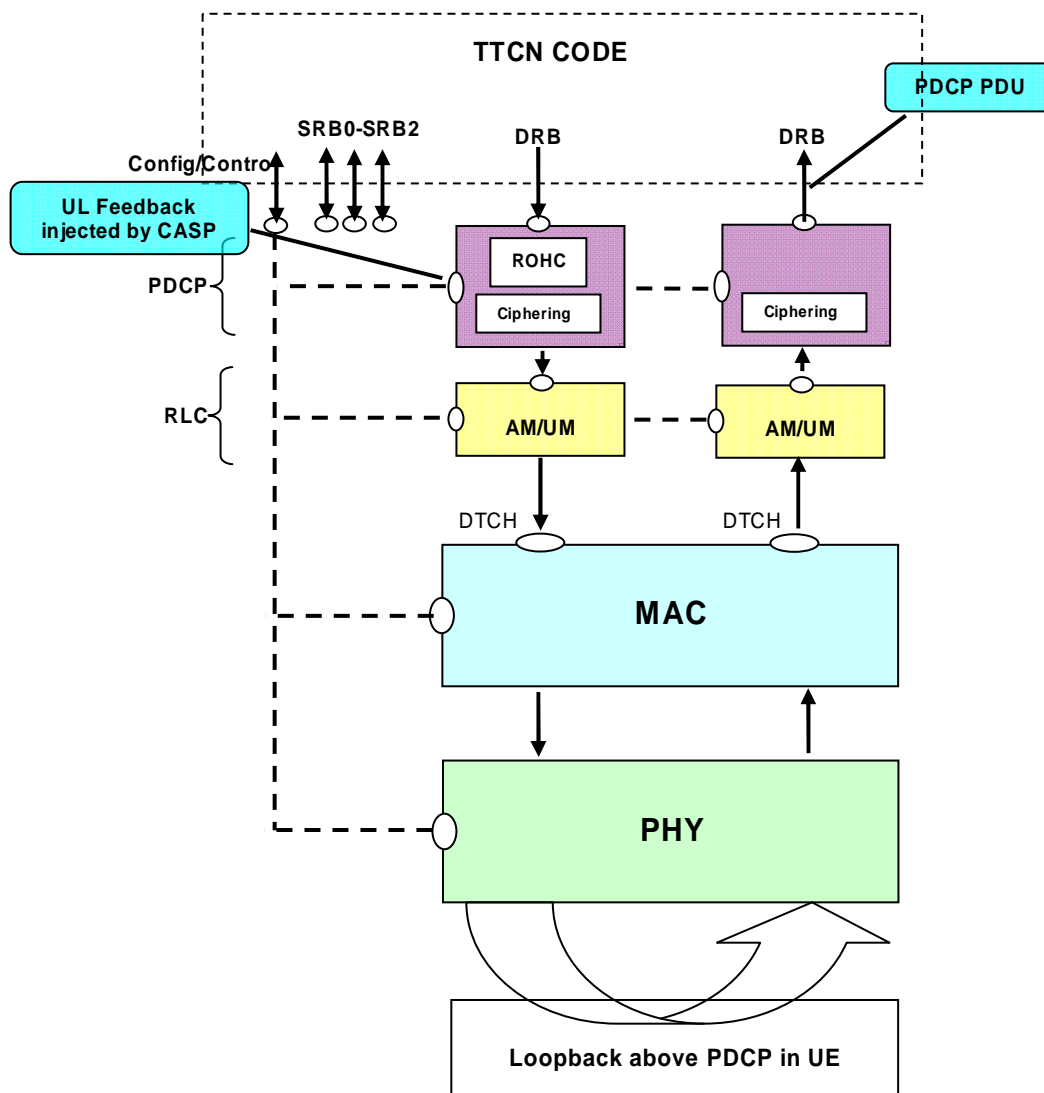 TTCN CODE
PDCP PDU
SRB0-SRB2
DRB
DRB
Config/Contro
UL Feedback
injected by CASP
ROHC
PDCP
Ciphering
Ciphering
RLC
AM/UM
AM/UM
DTCH
DTCH
MAC
PHY
Loopback above PDCP in UE